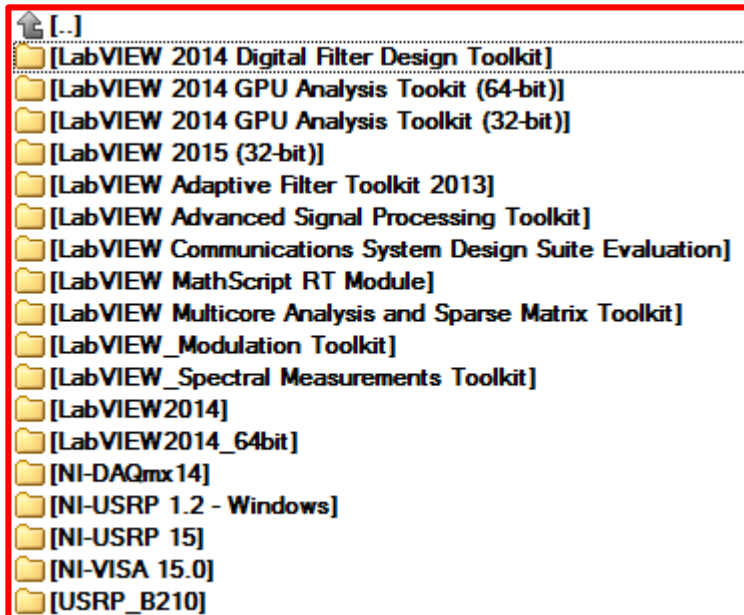 [..]
[LabVIEW 2014 Digital Filter Design Toolkit]
[LabVIEW 2014 GPU Analysis Tookit (64-bit)]
[LabVIEW 2014 GPU Analysis Toolkit (32-bit)]
[LabVIEW 2015 (32-bit)]
[LabVIEW Adaptive Filter Toolkit 2013]
[LabVIEW Advanced Signal Processing Toolkit]
[LabVIEW Communications System Design Suite Evaluation]
[LabVIEW MathScript RT Module]
[LabVIEW Multicore Analysis and Sparse Matrix Toolkit]
[LabVIEW_Modulation Toolkit]
[LabVIEW_Spectral Measurements Toolkit]
[LabVIEW2014]
[LabVIEW2014_64bit]
[NI-DAQmx14]
[NI-USRP 1.2 - Windows]
[NI-USRP 15]
[NI-VISA 15.0]
[USRP_B210]